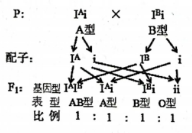 P: Iᴬi × Iᴮi
A型 B型
配子: Iᴬ i Iᴮ i
F₁: 基因型 IᴬIᴮ Iᴬi Iᴮi ii
表 型 AB型 A型 B型 O型
比 例 1 : 1 : 1 : 1